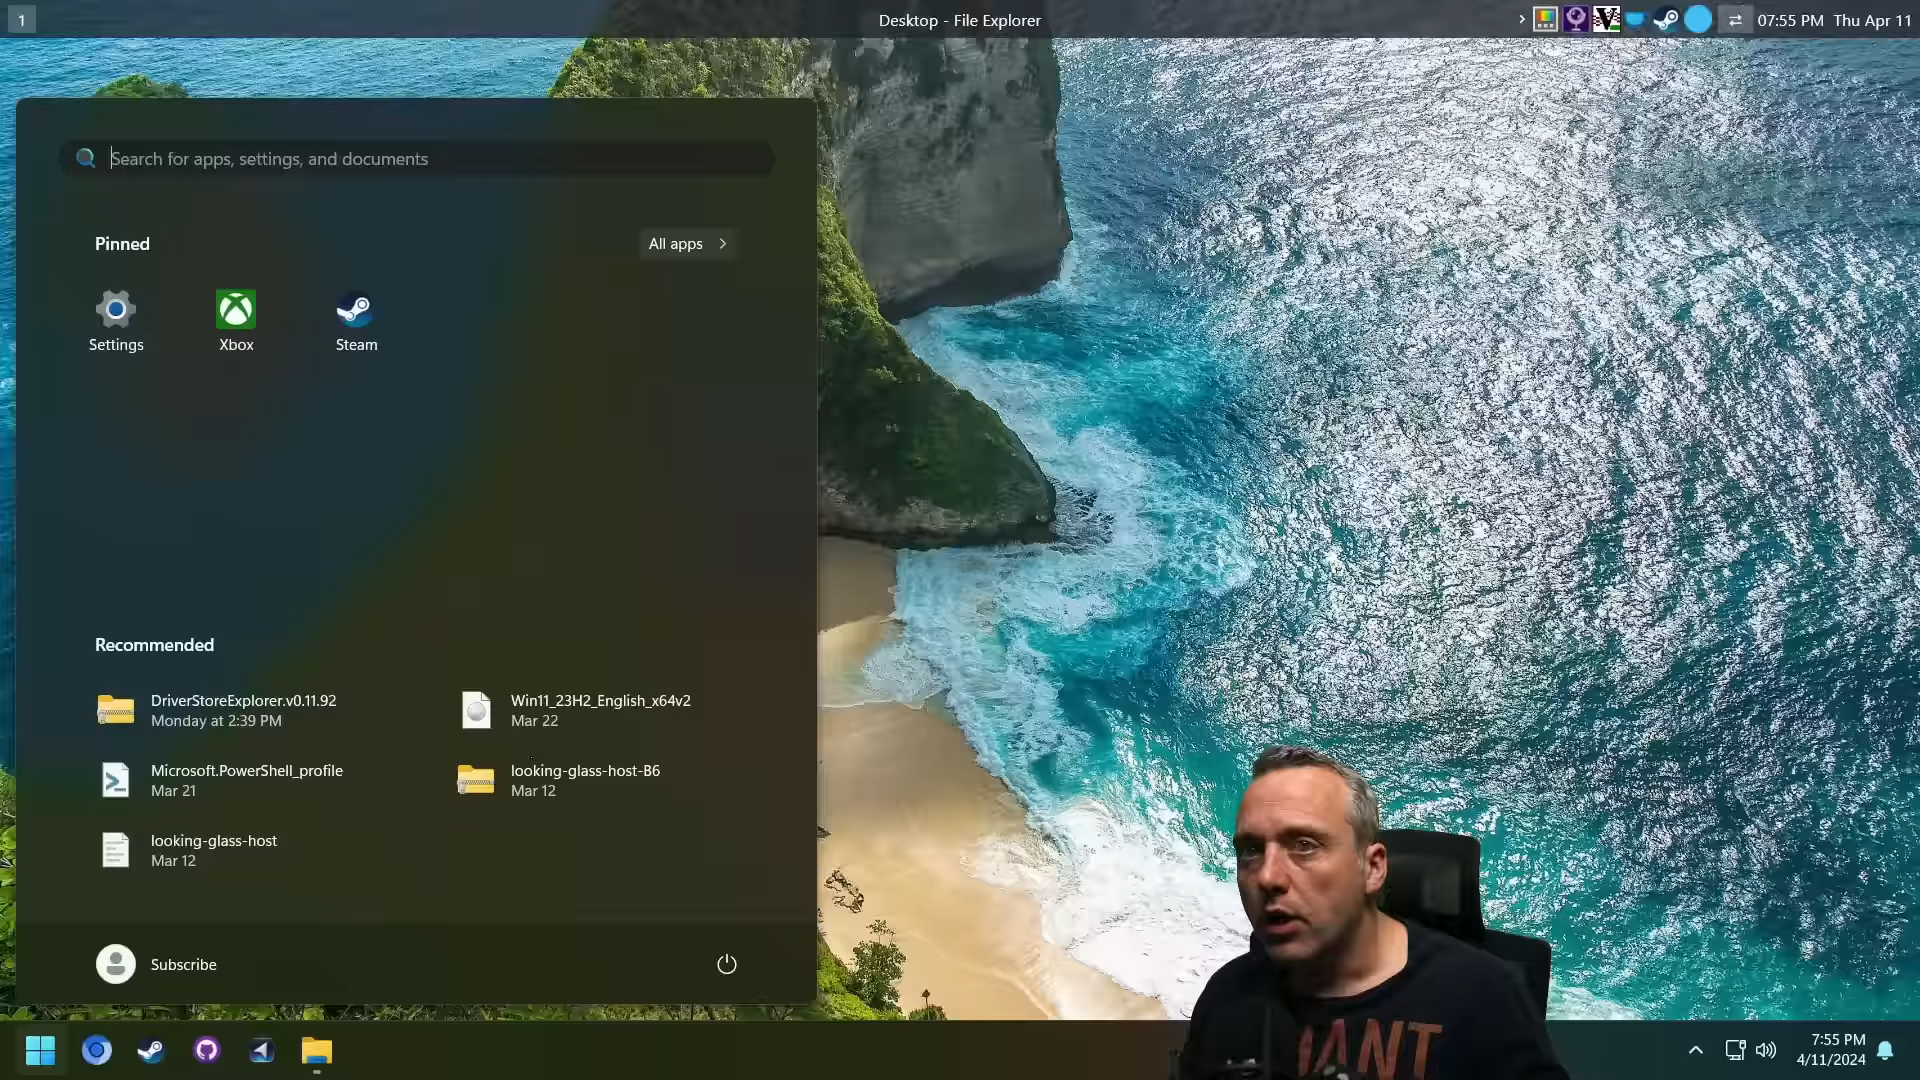 1
Desktop - File Explorer
07:55 PM Thu Apr 11
Search for apps, settings, and documents
Pinned
All apps
Settings
Xbox
Steam
Recommended
DriverStoreExplorer.v0.11.92
Monday at 2:39 PM
Win11_23H2_English_x64v2
Mar 22
Microsoft.PowerShell_profile
Mar 21
looking-glass-host-B6
Mar 12
looking-glass-host
Mar 12
Subscribe
7:55 PM
4/11/2024